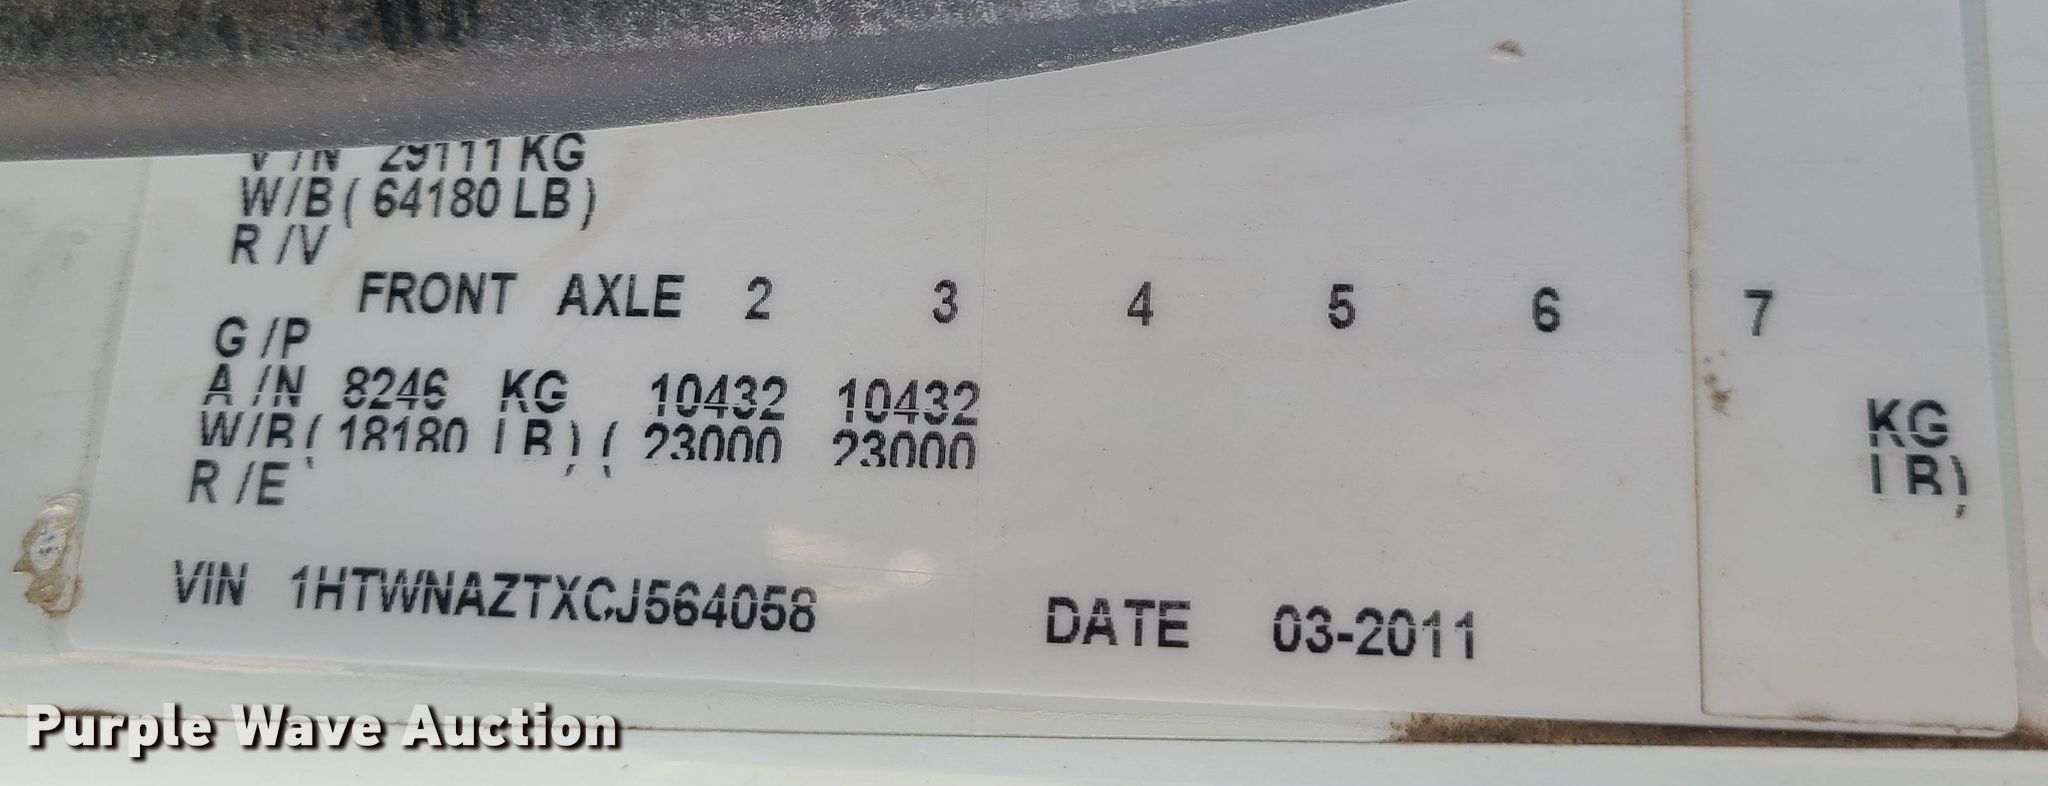 V/N 29111 KG
W/B ( 64180 LB )
R /V
FRONT AXLE 2 3 4 5 6 7
G /P
A /N 8246 KG 10432 10432 KG
W/B ( 18180 LB ) ( 23000 23000 LB )
R /E
VIN 1HTWNAZTXCJ564058 DATE 03-2011
Purple Wave Auction